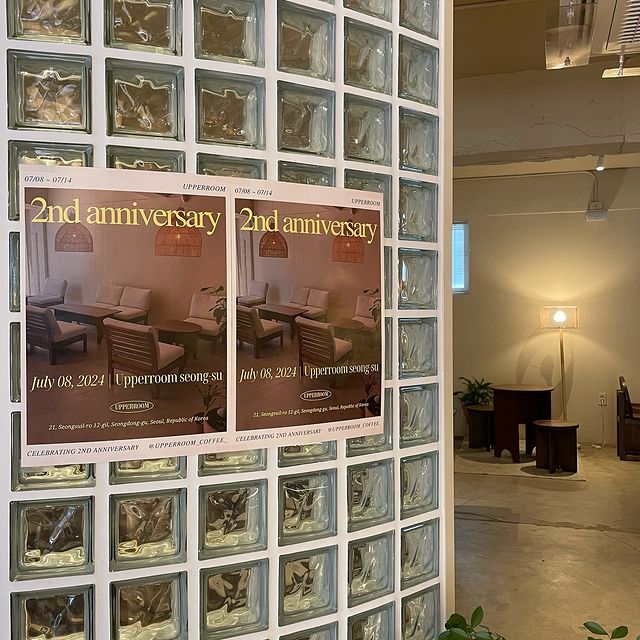 07/08 ~ 07/14
UPPERROOM
2nd anniversary
July 08, 2024 | Upperroom seong-su
UPPERROOM
21, Seongsuil-ro 12-gil, Seongdong-gu, Seoul, Republic of Korea
CELEBRATING 2ND ANNIVERSARY @UPPERROOM_COFFEE_
07/08 ~ 07/14
UPPERROOM
2nd anniversary
July 08, 2024 | Upperroom seong-su
UPPERROOM
21, Seongsuil-ro 12-gil, Seongdong-gu, Seoul, Republic of Korea
CELEBRATING 2ND ANNIVERSARY @UPPERROOM_COFFEE_